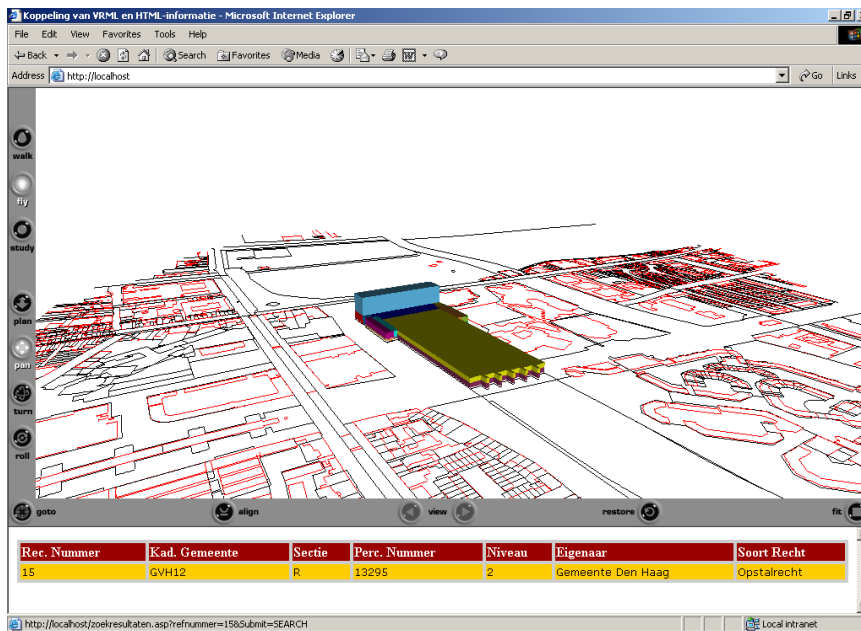 Koppeling van VRML en HTML-informatie - Microsoft Internet Explorer
File Edit View Favorites Tools Help
Back Search Favorites Media
Address http://localhost Go Links
walk
fly
study
plan
pan
turn
roll
goto align view restore fit
Rec. Nummer Kad. Gemeente Sectie Perc. Nummer Niveau Eigenaar Soort Recht
15 GVH12 R 13295 2 Gemeente Den Haag Opstalrecht
http://localhost/zoekresultaten.asp?refnummer=15&Submit=SEARCH Local intranet